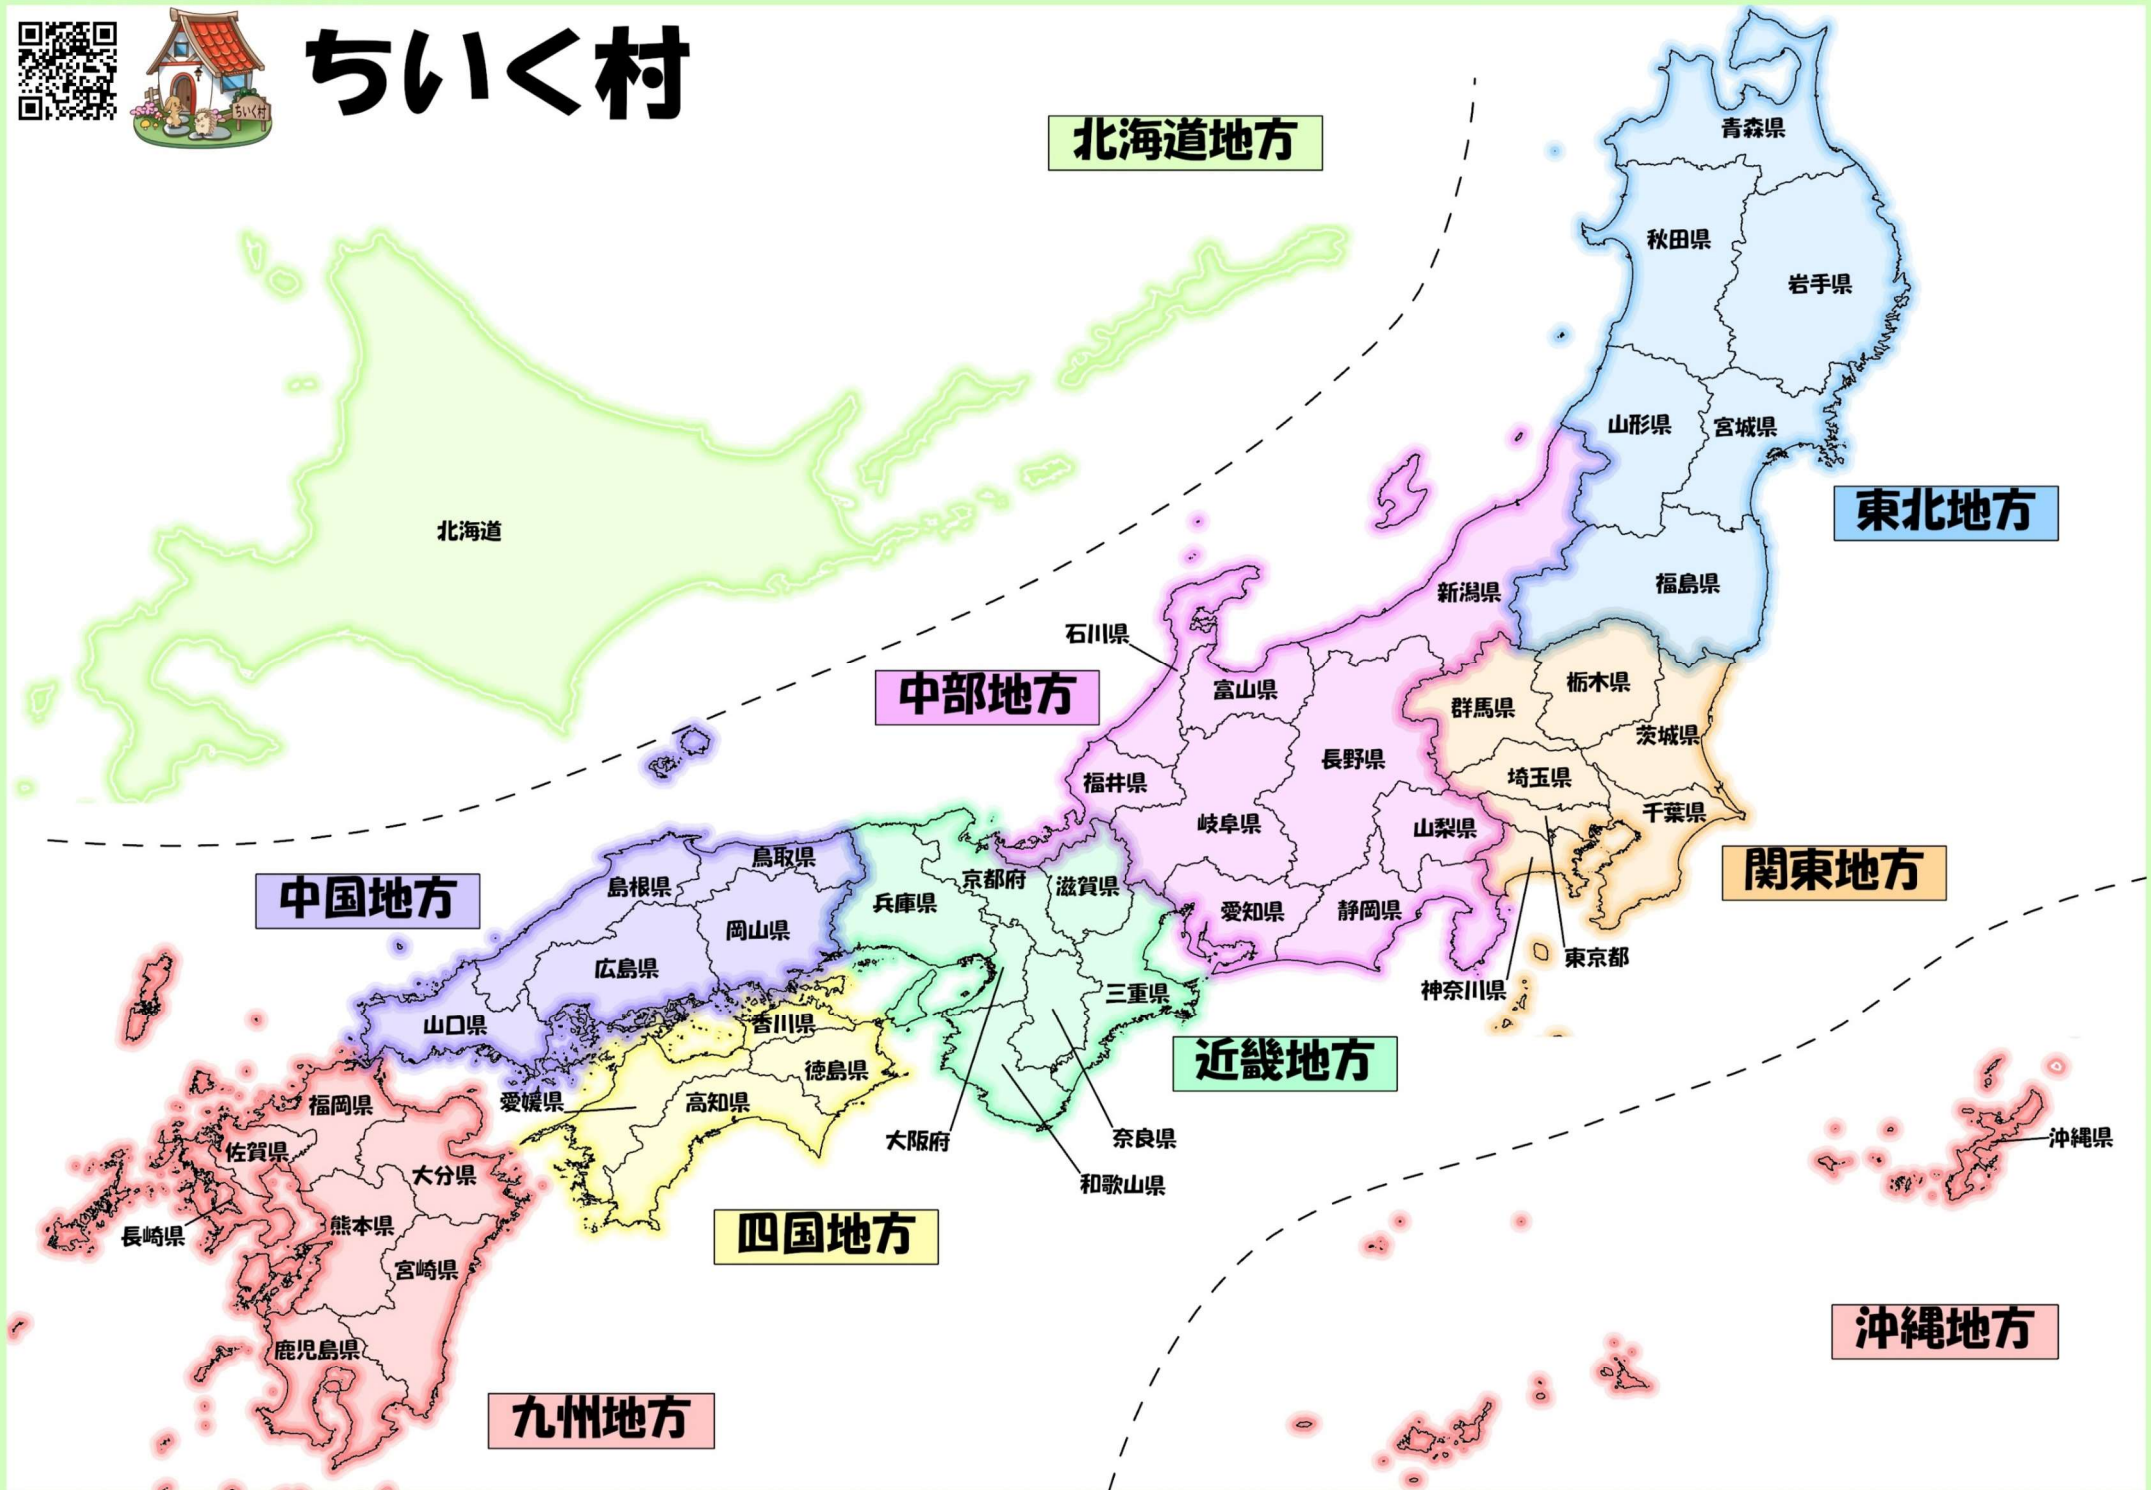 ちいく村
ちいく村
北海道地方
北海道
青森県
秋田県
岩手県
山形県
宮城県
東北地方
福島県
新潟県
石川県
中部地方
富山県
福井県
長野県
岐阜県
山梨県
愛知県
静岡県
群馬県
栃木県
茨城県
埼玉県
千葉県
関東地方
東京都
神奈川県
中国地方
鳥取県
島根県
岡山県
広島県
山口県
兵庫県
京都府
滋賀県
三重県
近畿地方
大阪府
奈良県
和歌山県
香川県
徳島県
愛媛県
高知県
四国地方
福岡県
佐賀県
長崎県
大分県
熊本県
宮崎県
鹿児島県
九州地方
沖縄県
沖縄地方